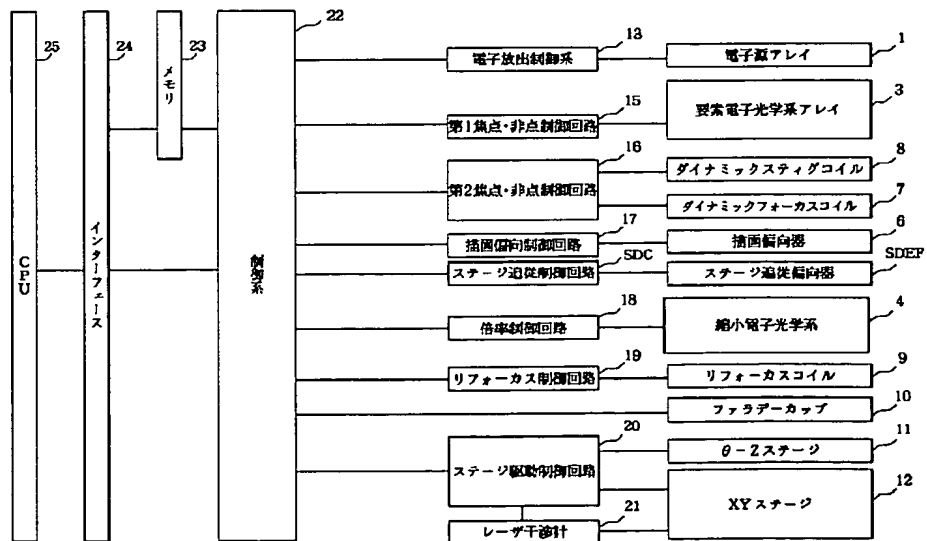 25
24
23
22
CPU
インターフェース
メモリ
制御系
13
電子放出制御系
1
電子源アレイ
15
第1焦点・非点制御回路
3
要素電子光学系アレイ
16
第2焦点・非点制御回路
8
ダイナミックスティグコイル
7
ダイナミックフォーカスコイル
17
描画偏向制御回路
6
描画偏向器
SDC
ステージ追従制御回路
SDEF
ステージ追従偏向器
18
倍率制御回路
4
縮小電子光学系
19
リフォーカス制御回路
9
リフォーカスコイル
10
ファラデーカップ
20
ステージ駆動制御回路
11
θ-Zステージ
12
XYステージ
21
レーザ干渉計